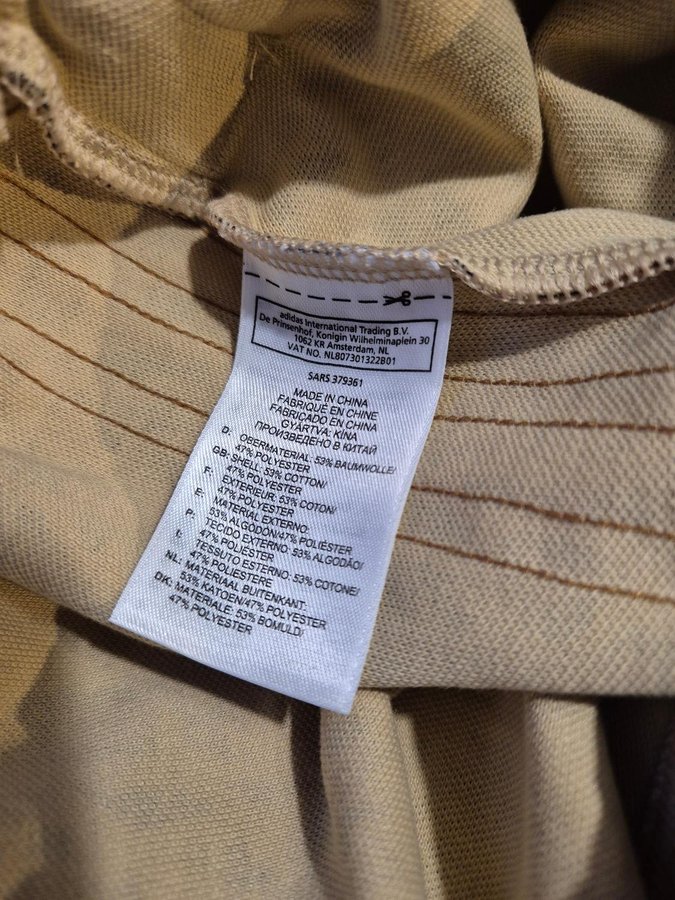 adidas International Trading B.V.
De Prinsenhof, Konigin Wilhelminaplein 30
1062 KR Amsterdam, NL
VAT NO. NL807301322B01
SARS 379361
MADE IN CHINA
FABRIQUÉ EN CHINE
FABRICADO EN CHINA
GYÁRTVA: KÍNA
ПРОИЗВЕДЕНО В КИТАЙ
D: OBERMATERIAL: 53% BAUMWOLLE/
47% POLYESTER
GB: SHELL: 53% COTTON/
47% POLYESTER
F: EXTERIEUR: 53% COTON/
47% POLYESTER
E: MATERIAL EXTERNO:
53% ALGODÓN/47% POLIÉSTER
P: TECIDO EXTERNO: 53% ALGODÃO/
47% POLIÉSTER
I: TESSUTO ESTERNO: 53% COTONE/
47% POLIESTERE
NL: MATERIAAL BUITENKANT:
53% KATOEN/47% POLYESTER
DK: MATERIALE: 53% BOMULD/
47% POLYESTER